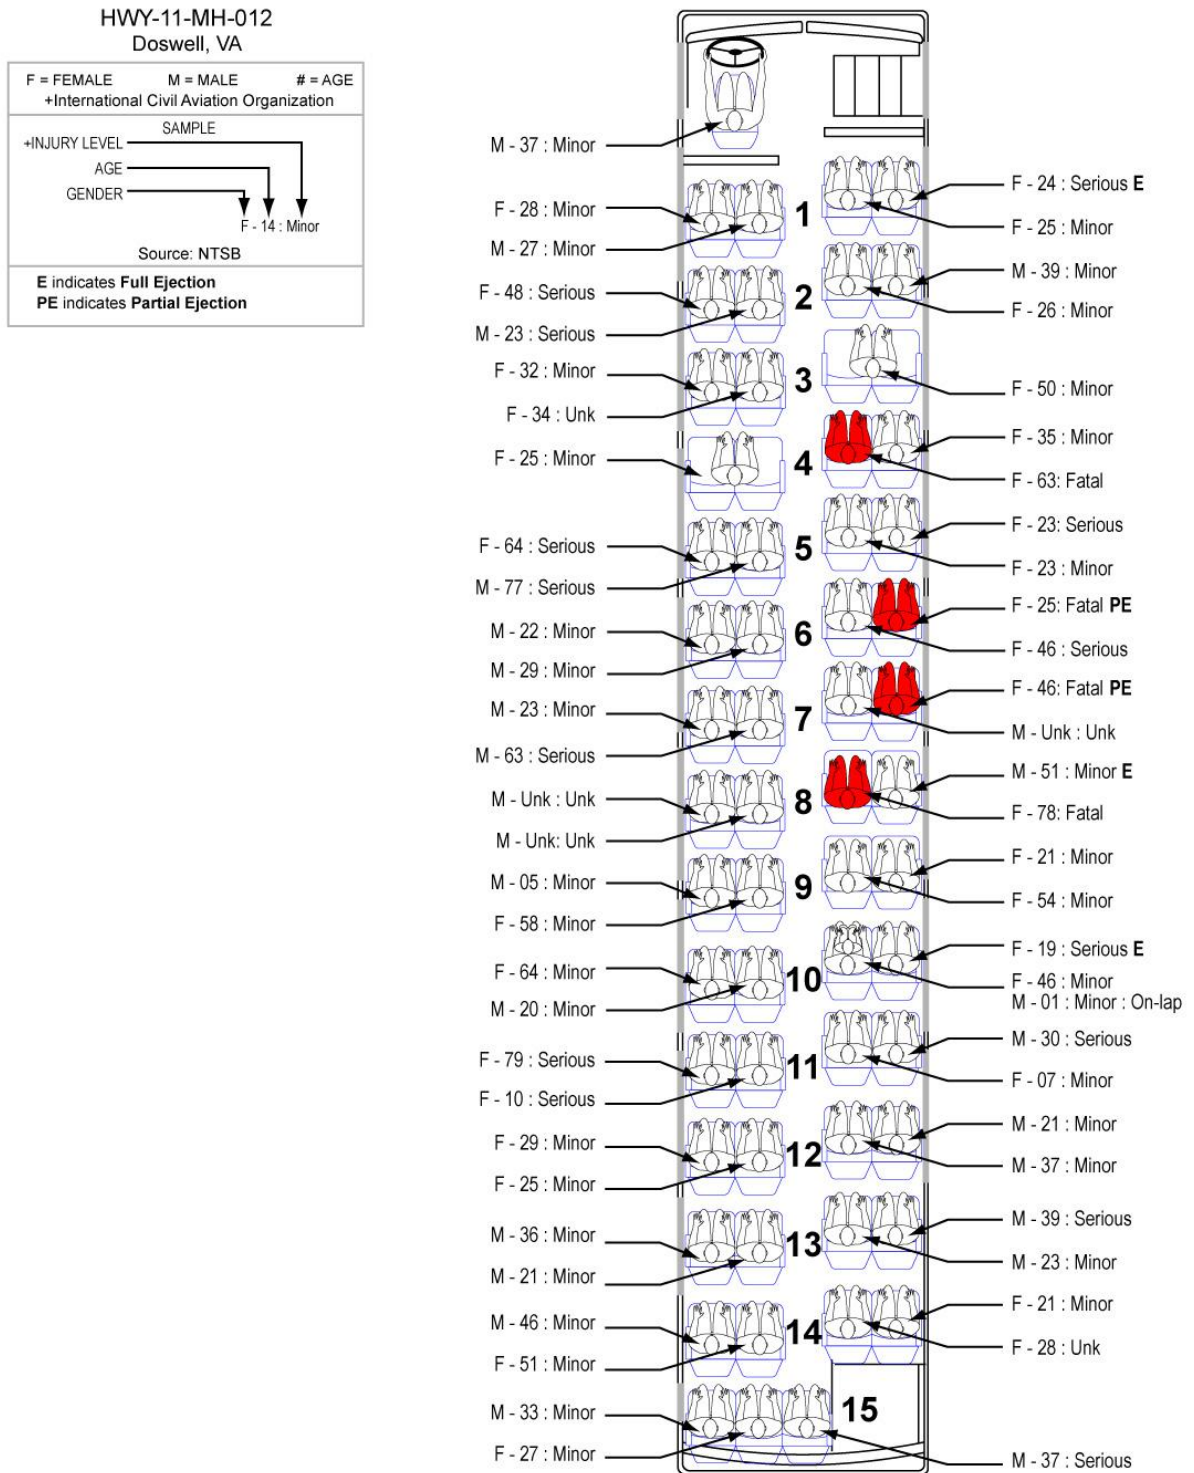 HWY-11-MH-012
Doswell, VA
F = FEMALE M = MALE # = AGE
+International Civil Aviation Organization
SAMPLE
+INJURY LEVEL
AGE
GENDER
F - 14 : Minor
Source: NTSB
E indicates Full Ejection
PE indicates Partial Ejection
M - 37 : Minor
F - 28 : Minor
M - 27 : Minor
1
F - 24 : Serious E
F - 25 : Minor
F - 48 : Serious
M - 23 : Serious
2
M - 39 : Minor
F - 26 : Minor
F - 32 : Minor
F - 34 : Unk
3
F - 50 : Minor
F - 25 : Minor
4
F - 35 : Minor
F - 63: Fatal
F - 64 : Serious
M - 77 : Serious
5
F - 23: Serious
F - 23 : Minor
M - 22 : Minor
M - 29 : Minor
6
F - 25: Fatal PE
F - 46 : Serious
M - 23 : Minor
M - 63 : Serious
7
F - 46: Fatal PE
M - Unk : Unk
M - Unk : Unk
M - Unk: Unk
8
M - 51 : Minor E
F - 78: Fatal
M - 05 : Minor
F - 58 : Minor
9
F - 21 : Minor
F - 54 : Minor
F - 64 : Minor
M - 20 : Minor
10
F - 19 : Serious E
F - 46 : Minor
M - 01 : Minor : On-lap
F - 79 : Serious
F - 10 : Serious
11
M - 30 : Serious
F - 07 : Minor
F - 29 : Minor
F - 25 : Minor
12
M - 21 : Minor
M - 37 : Minor
M - 36 : Minor
M - 21 : Minor
13
M - 39 : Serious
M - 23 : Minor
M - 46 : Minor
F - 51 : Minor
14
F - 21 : Minor
F - 28 : Unk
M - 33 : Minor
F - 27 : Minor
15
M - 37 : Serious